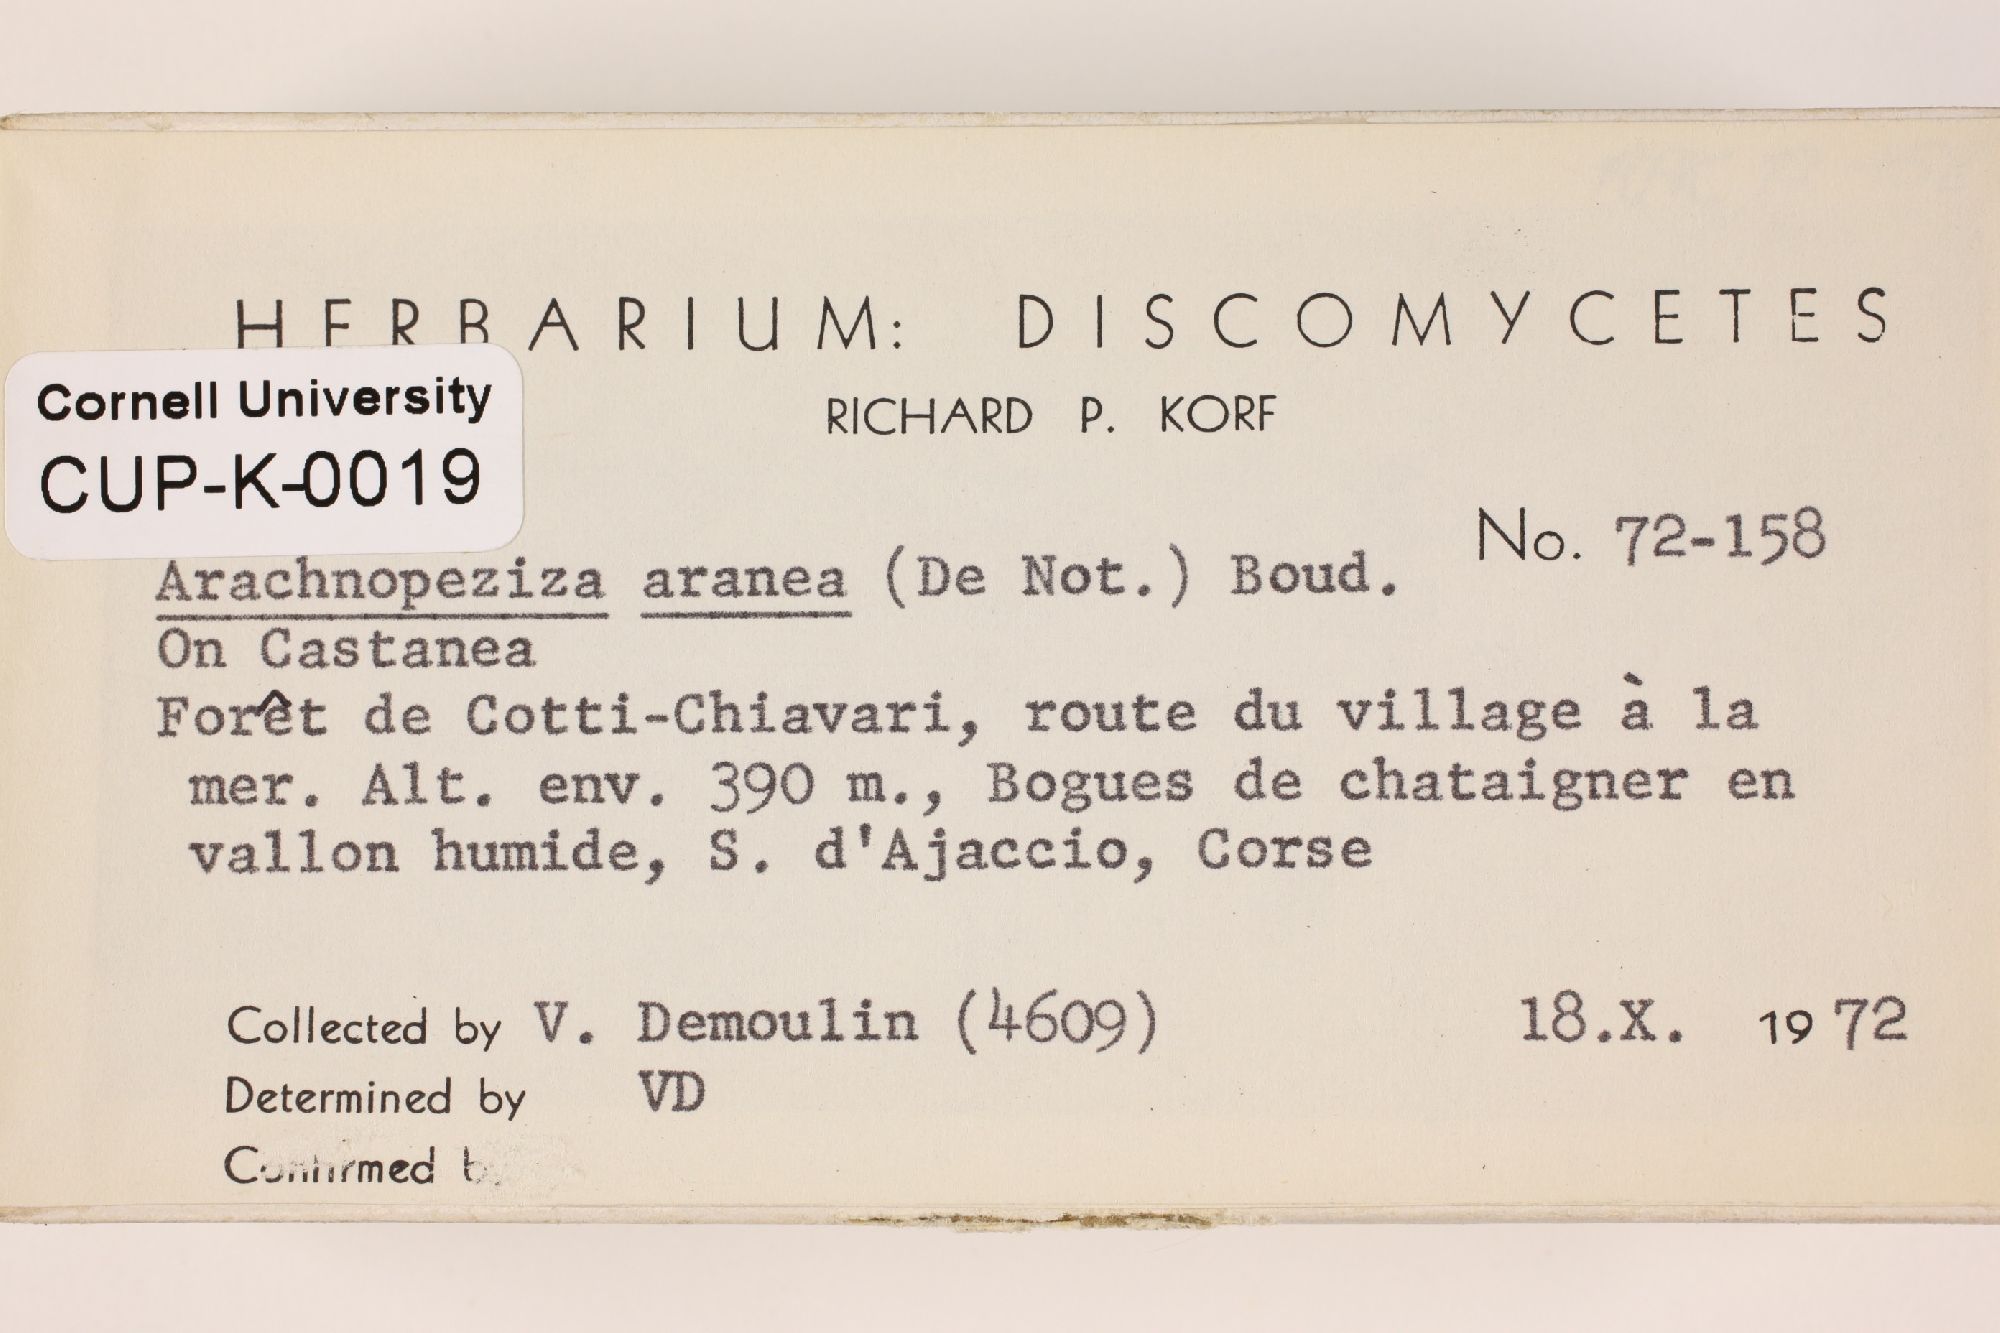 HERBARIUM: DISCOMYCETES
RICHARD P. KORF
Cornell University
CUP-K-0019
No. 72-158
Arachnopeziza aranea (De Not.) Boud.
On Castanea
Forêt de Cotti-Chiavari, route du village à la
mer. Alt. env. 390 m., Bogues de chataigner en
vallon humide, S. d'Ajaccio, Corse
Collected by V. Demoulin (4609) 18.X. 1972
Determined by VD
Confirmed by